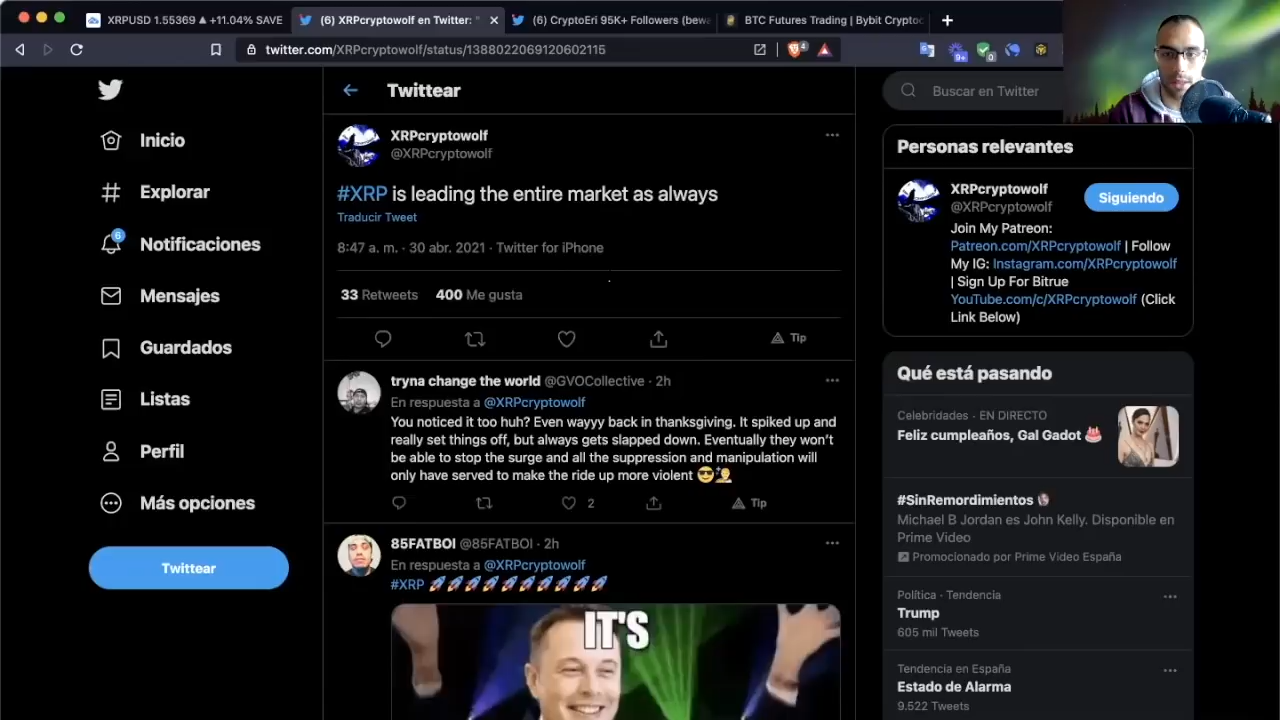 XRPUSD 1.55369 ▲ +11.04% SAVE
(6) XRPcryptowolf en Twitter: "
(6) CryptoEri 95K+ Followers (bewa
BTC Futures Trading | Bybit Cryptoc
twitter.com/XRPcryptowolf/status/1388022069120602115
4
9+
0
Inicio
Explorar
6
Notificaciones
Mensajes
Guardados
Listas
Perfil
Más opciones
Twittear
Twittear
XRPcryptowolf
@XRPcryptowolf
#XRP is leading the entire market as always
Traducir Tweet
8:47 a. m. · 30 abr. 2021 · Twitter for iPhone
33 Retweets 400 Me gusta
Tip
tryna change the world @GVOCollective · 2h
En respuesta a @XRPcryptowolf
You noticed it too huh? Even wayyy back in thanksgiving. It spiked up and
really set things off, but always gets slapped down. Eventually they won't
be able to stop the surge and all the suppression and manipulation will
only have served to make the ride up more violent 😎🤷
2 Tip
85FATBOI @85FATBOI · 2h
En respuesta a @XRPcryptowolf
#XRP 🚀🚀🚀🚀🚀🚀🚀🚀🚀🚀
IT'S
Buscar en Twitter
Personas relevantes
XRPcryptowolf
@XRPcryptowolf
Siguiendo
Join My Patreon:
Patreon.com/XRPcryptowolf | Follow
My IG: Instagram.com/XRPcryptowolf
| Sign Up For Bitrue
YouTube.com/c/XRPcryptowolf (Click
Link Below)
Qué está pasando
Celebridades · EN DIRECTO
Feliz cumpleaños, Gal Gadot 🎂
#SinRemordimientos
Michael B Jordan es John Kelly. Disponible en
Prime Video
Promocionado por Prime Video España
Política · Tendencia
Trump
605 mil Tweets
Tendencia en España
Estado de Alarma
9.522 Tweets